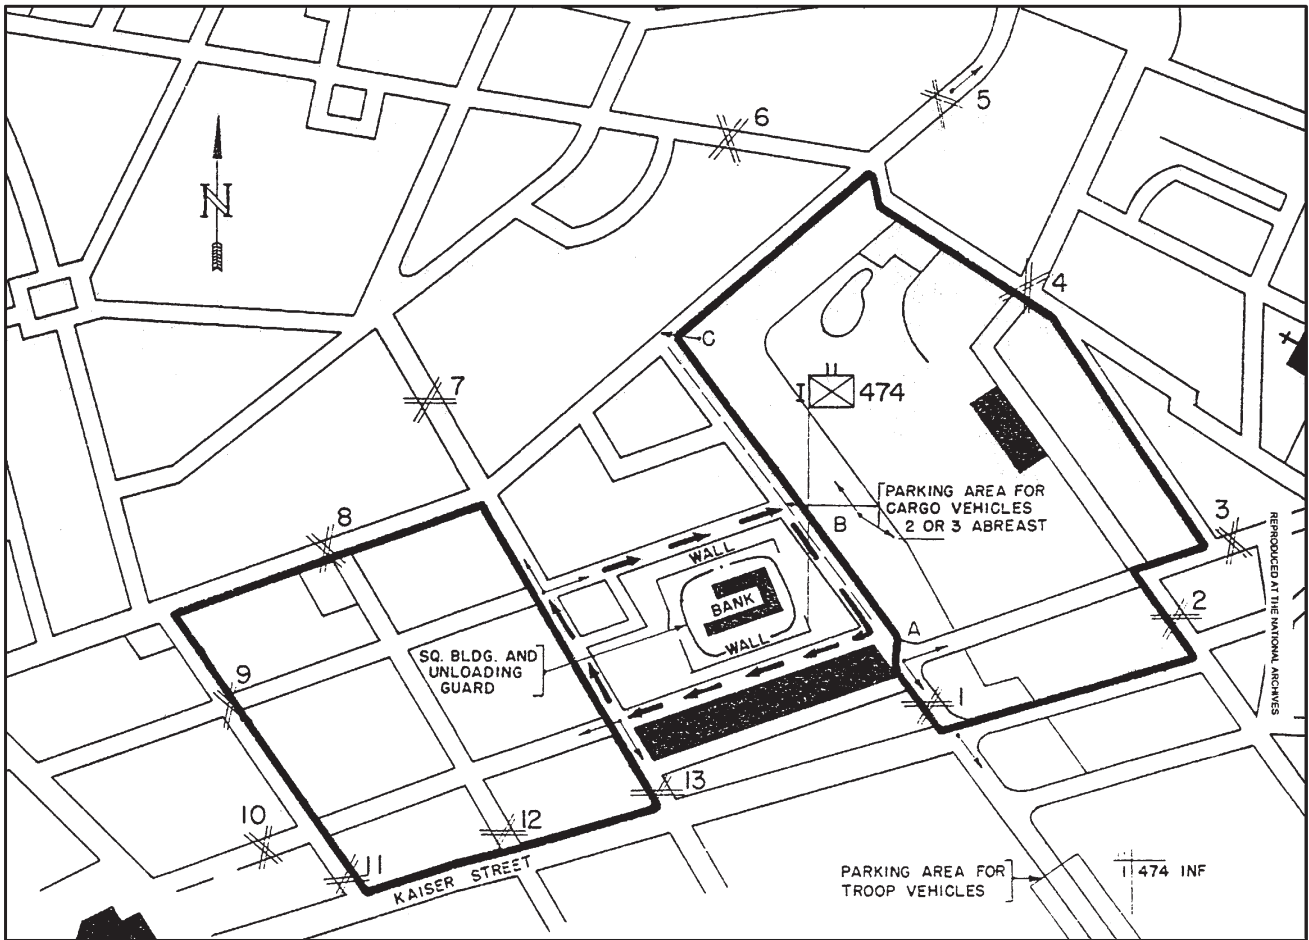 6
5
N
4
C
7
I
474
PARKING AREA FOR
CARGO VEHICLES
2 OR 3 ABREAST
B
3
8
WALL
BANK
WALL
2
A
SQ. BLDG. AND
UNLOADING
GUARD
9
1
13
10
12
11
KAISER STREET
PARKING AREA FOR
TROOP VEHICLES
1 474 INF
REPRODUCED AT THE NATIONAL ARCHIVES